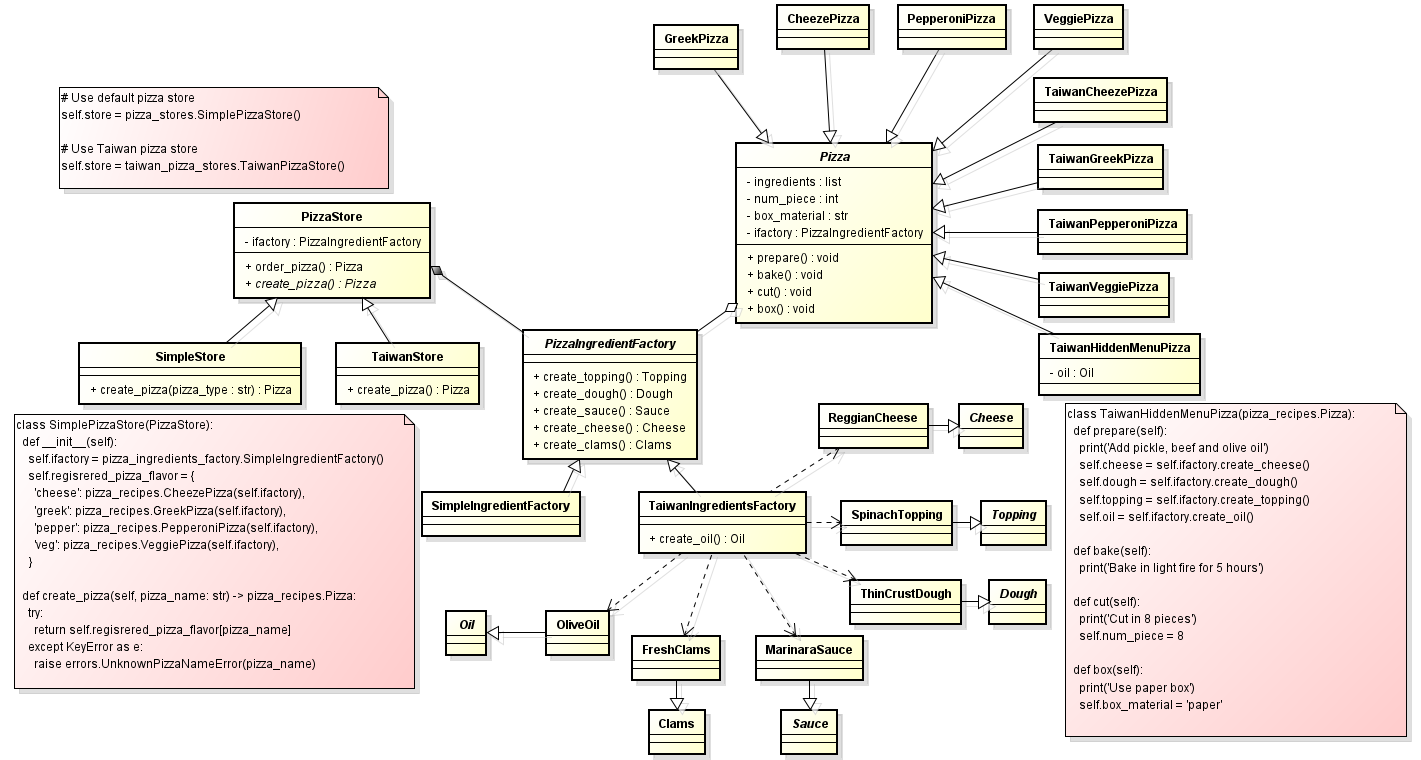 GreekPizza
CheezePizza
PepperoniPizza
VeggiePizza
TaiwanCheezePizza
TaiwanGreekPizza
TaiwanPepperoniPizza
TaiwanVeggiePizza
TaiwanHiddenMenuPizza
- oil : Oil
# Use default pizza store
self.store = pizza_stores.SimplePizzaStore()
# Use Taiwan pizza store
self.store = taiwan_pizza_stores.TaiwanPizzaStore()
Pizza
- ingredients : list
- num_piece : int
- box_material : str
- ifactory : PizzaIngredientFactory
+ prepare() : void
+ bake() : void
+ cut() : void
+ box() : void
PizzaStore
- ifactory : PizzaIngredientFactory
+ order_pizza() : Pizza
+ create_pizza() : Pizza
SimpleStore
+ create_pizza(pizza_type : str) : Pizza
TaiwanStore
+ create_pizza() : Pizza
PizzaIngredientFactory
+ create_topping() : Topping
+ create_dough() : Dough
+ create_sauce() : Sauce
+ create_cheese() : Cheese
+ create_clams() : Clams
SimpleIngredientFactory
TaiwanIngredientsFactory
+ create_oil() : Oil
ReggianCheese
Cheese
SpinachTopping
Topping
ThinCrustDough
Dough
Oil
OliveOil
FreshClams
MarinaraSauce
Clams
Sauce
class SimplePizzaStore(PizzaStore):
def __init__(self):
self.ifactory = pizza_ingredients_factory.SimpleIngredientFactory()
self.regisrered_pizza_flavor = {
'cheese': pizza_recipes.CheezePizza(self.ifactory),
'greek': pizza_recipes.GreekPizza(self.ifactory),
'pepper': pizza_recipes.PepperoniPizza(self.ifactory),
'veg': pizza_recipes.VeggiePizza(self.ifactory),
}
def create_pizza(self, pizza_name: str) -> pizza_recipes.Pizza:
try:
return self.regisrered_pizza_flavor[pizza_name]
except KeyError as e:
raise errors.UnknownPizzaNameError(pizza_name)
class TaiwanHiddenMenuPizza(pizza_recipes.Pizza):
def prepare(self):
print('Add pickle, beef and olive oil')
self.cheese = self.ifactory.create_cheese()
self.dough = self.ifactory.create_dough()
self.topping = self.ifactory.create_topping()
self.oil = self.ifactory.create_oil()
def bake(self):
print('Bake in light fire for 5 hours')
def cut(self):
print('Cut in 8 pieces')
self.num_piece = 8
def box(self):
print('Use paper box')
self.box_material = 'paper'